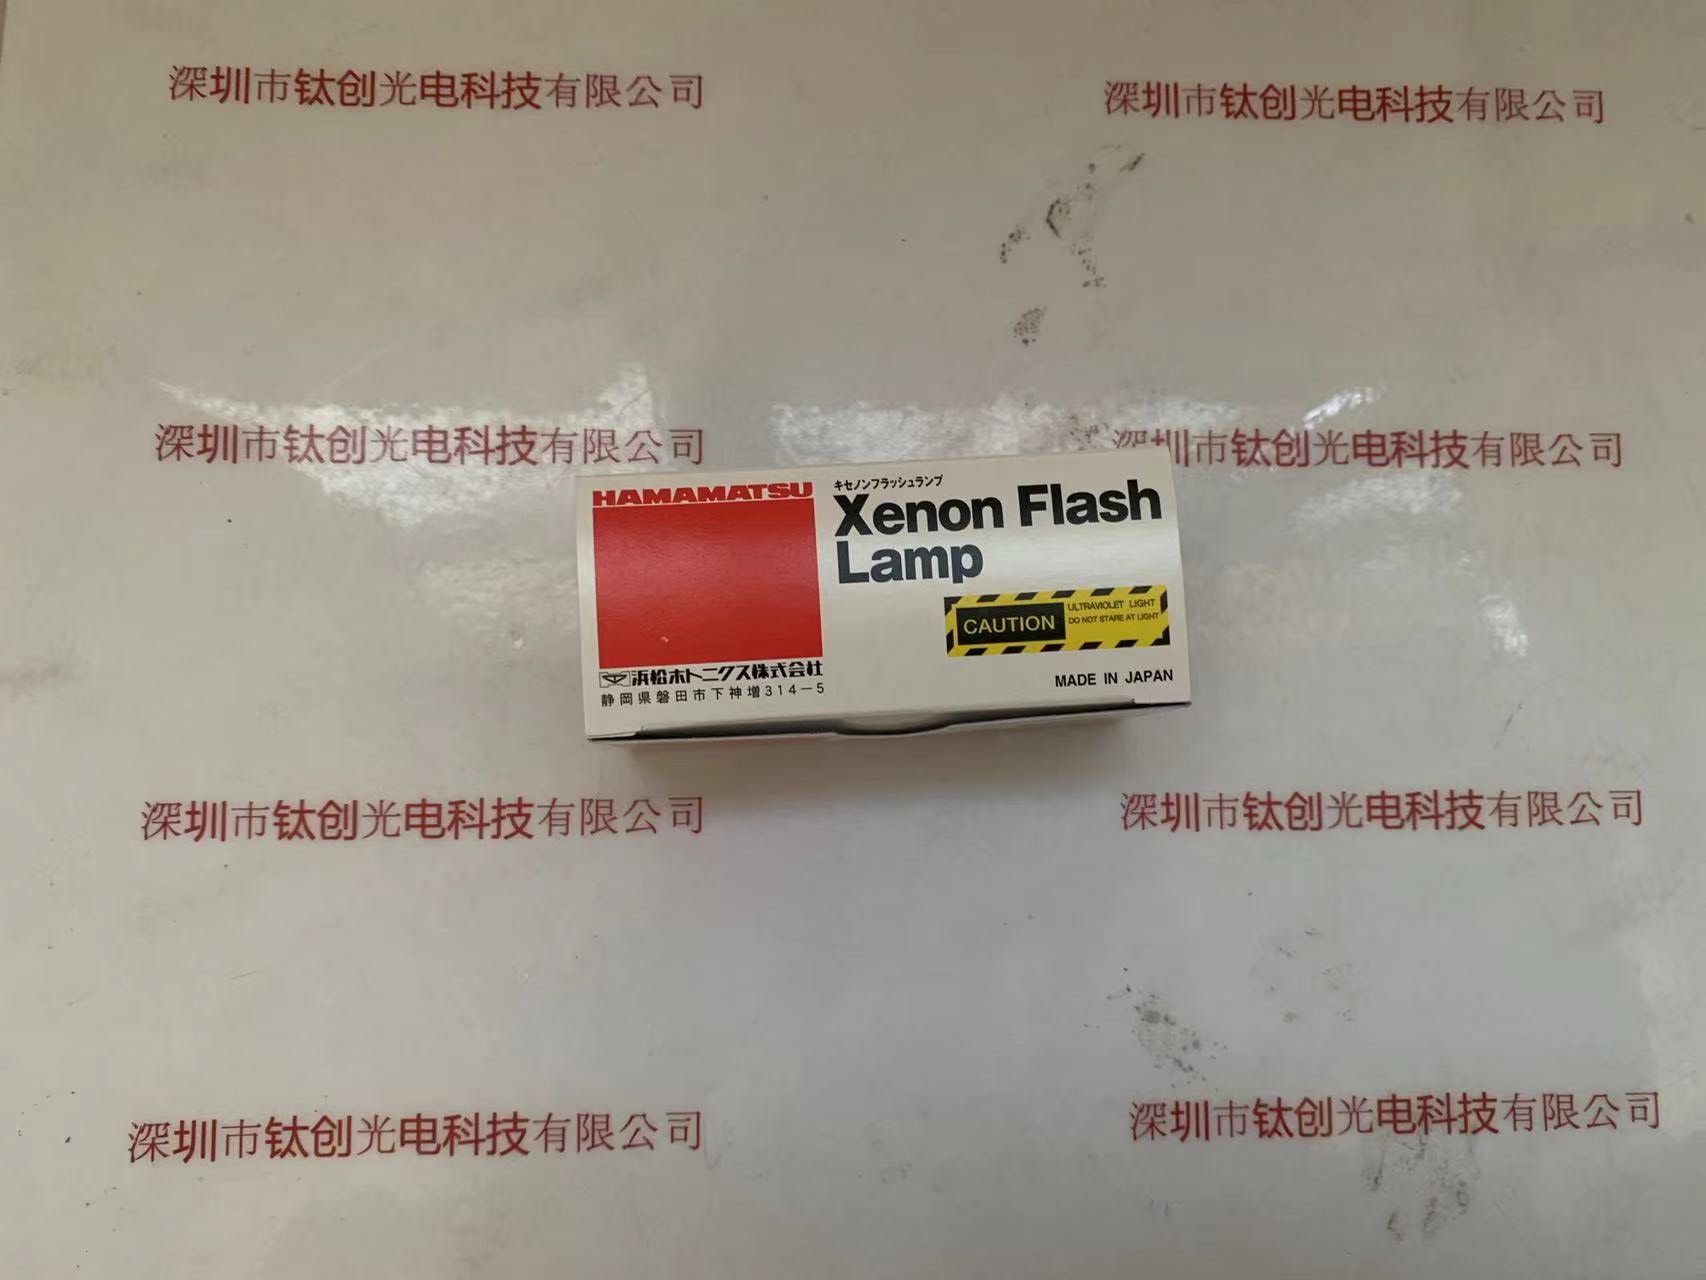 深圳市钛创光电科技有限公司
深圳市钛创光电科技有限公司
深圳市钛创光电科技有限公司
深圳市钛创光电科技有限公司
HAMAMATSU
キセノンフラッシュランプ
Xenon Flash
Lamp
CAUTION
ULTRAVIOLET LIGHT
DO NOT STARE AT LIGHT
浜松ホトニクス株式会社
静岡県磐田市下神増314-5
MADE IN JAPAN
深圳市钛创光电科技有限公司
深圳市钛创光电科技有限公司
深圳市钛创光电科技有限公司
深圳市钛创光电科技有限公司